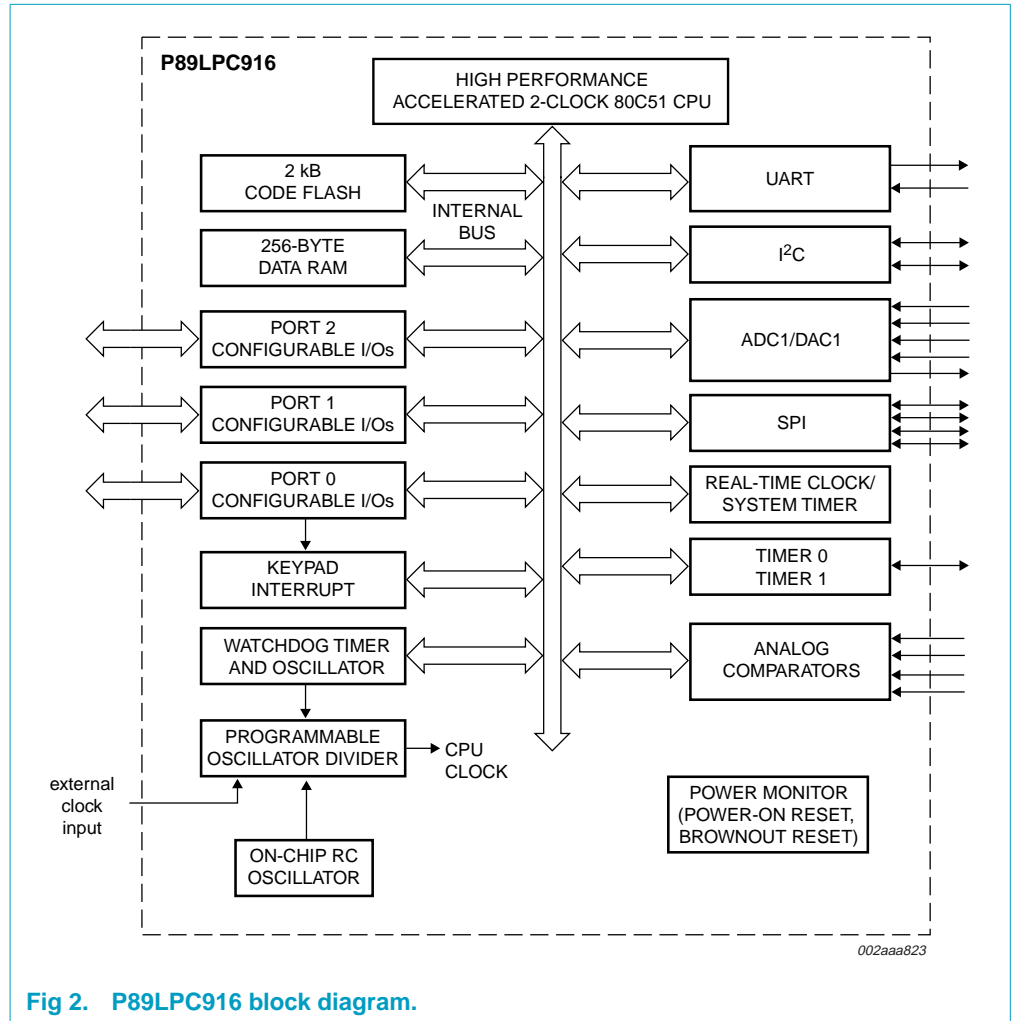 P89LPC916
HIGH PERFORMANCE
ACCELERATED 2-CLOCK 80C51 CPU
2 kB
CODE FLASH
INTERNAL
BUS
256-BYTE
DATA RAM
PORT 2
CONFIGURABLE I/Os
PORT 1
CONFIGURABLE I/Os
PORT 0
CONFIGURABLE I/Os
KEYPAD
INTERRUPT
WATCHDOG TIMER
AND OSCILLATOR
PROGRAMMABLE
OSCILLATOR DIVIDER
CPU
CLOCK
external
clock
input
ON-CHIP RC
OSCILLATOR
UART
I²C
ADC1/DAC1
SPI
REAL-TIME CLOCK/
SYSTEM TIMER
TIMER 0
TIMER 1
ANALOG
COMPARATORS
POWER MONITOR
(POWER-ON RESET,
BROWNOUT RESET)
002aaa823
Fig 2. P89LPC916 block diagram.